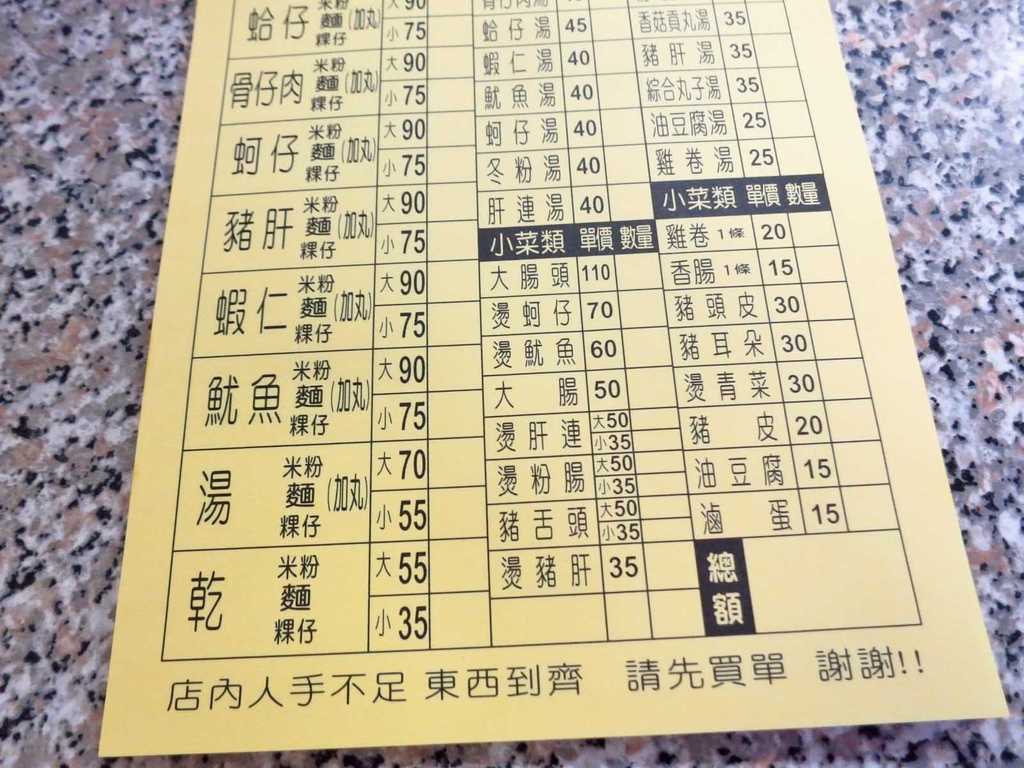 蛤仔 米粉 麵(加丸) 粿仔 大90 小75
骨仔肉 米粉 麵(加丸) 粿仔 大90 小75
蚵仔 米粉 麵(加丸) 粿仔 大90 小75
豬肝 米粉 麵(加丸) 粿仔 大90 小75
蝦仁 米粉 麵(加丸) 粿仔 大90 小75
魷魚 米粉 麵(加丸) 粿仔 大90 小75
湯 米粉 麵(加丸) 粿仔 大70 小55
乾 米粉 麵 粿仔 大55 小35
骨仔肉湯
蛤仔湯 45
蝦仁湯 40
魷魚湯 40
蚵仔湯 40
冬粉湯 40
肝連湯 40
小菜類 單價 數量
大腸頭 110
燙蚵仔 70
燙魷魚 60
大腸 50
燙肝連 大50 小35
燙粉腸 大50 小35
豬舌頭 大50 小35
燙豬肝 35
香菇貢丸湯 35
豬肝湯 35
綜合丸子湯 35
油豆腐湯 25
雞卷湯 25
小菜類 單價 數量
雞卷 1條 20
香腸 1條 15
豬頭皮 30
豬耳朵 30
燙青菜 30
豬皮 20
油豆腐 15
滷蛋 15
總額
店內人手不足 東西到齊 請先買單 謝謝!!